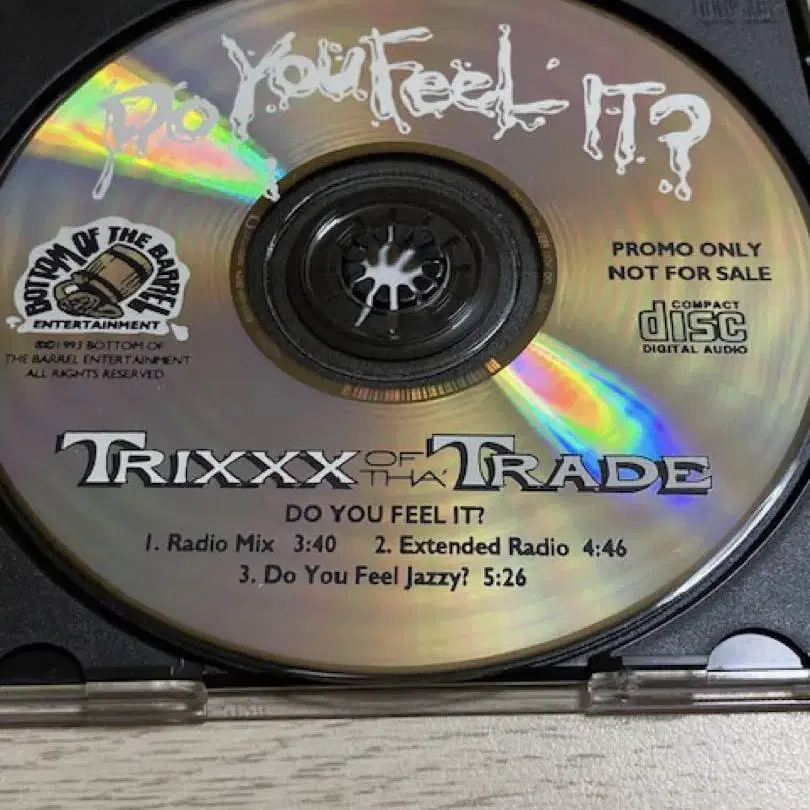 Do You Feel IT?
BOTTOM OF THE BARREL
ENTERTAINMENT
℗©1993 BOTTOM OF
THE BARREL ENTERTAINMENT
ALL RIGHTS RESERVED
PROMO ONLY
NOT FOR SALE
COMPACT
disc
DIGITAL AUDIO
TRIXXX OF THA' TRADE
DO YOU FEEL IT?
1. Radio Mix 3:40 2. Extended Radio 4:46
3. Do You Feel Jazzy? 5:26